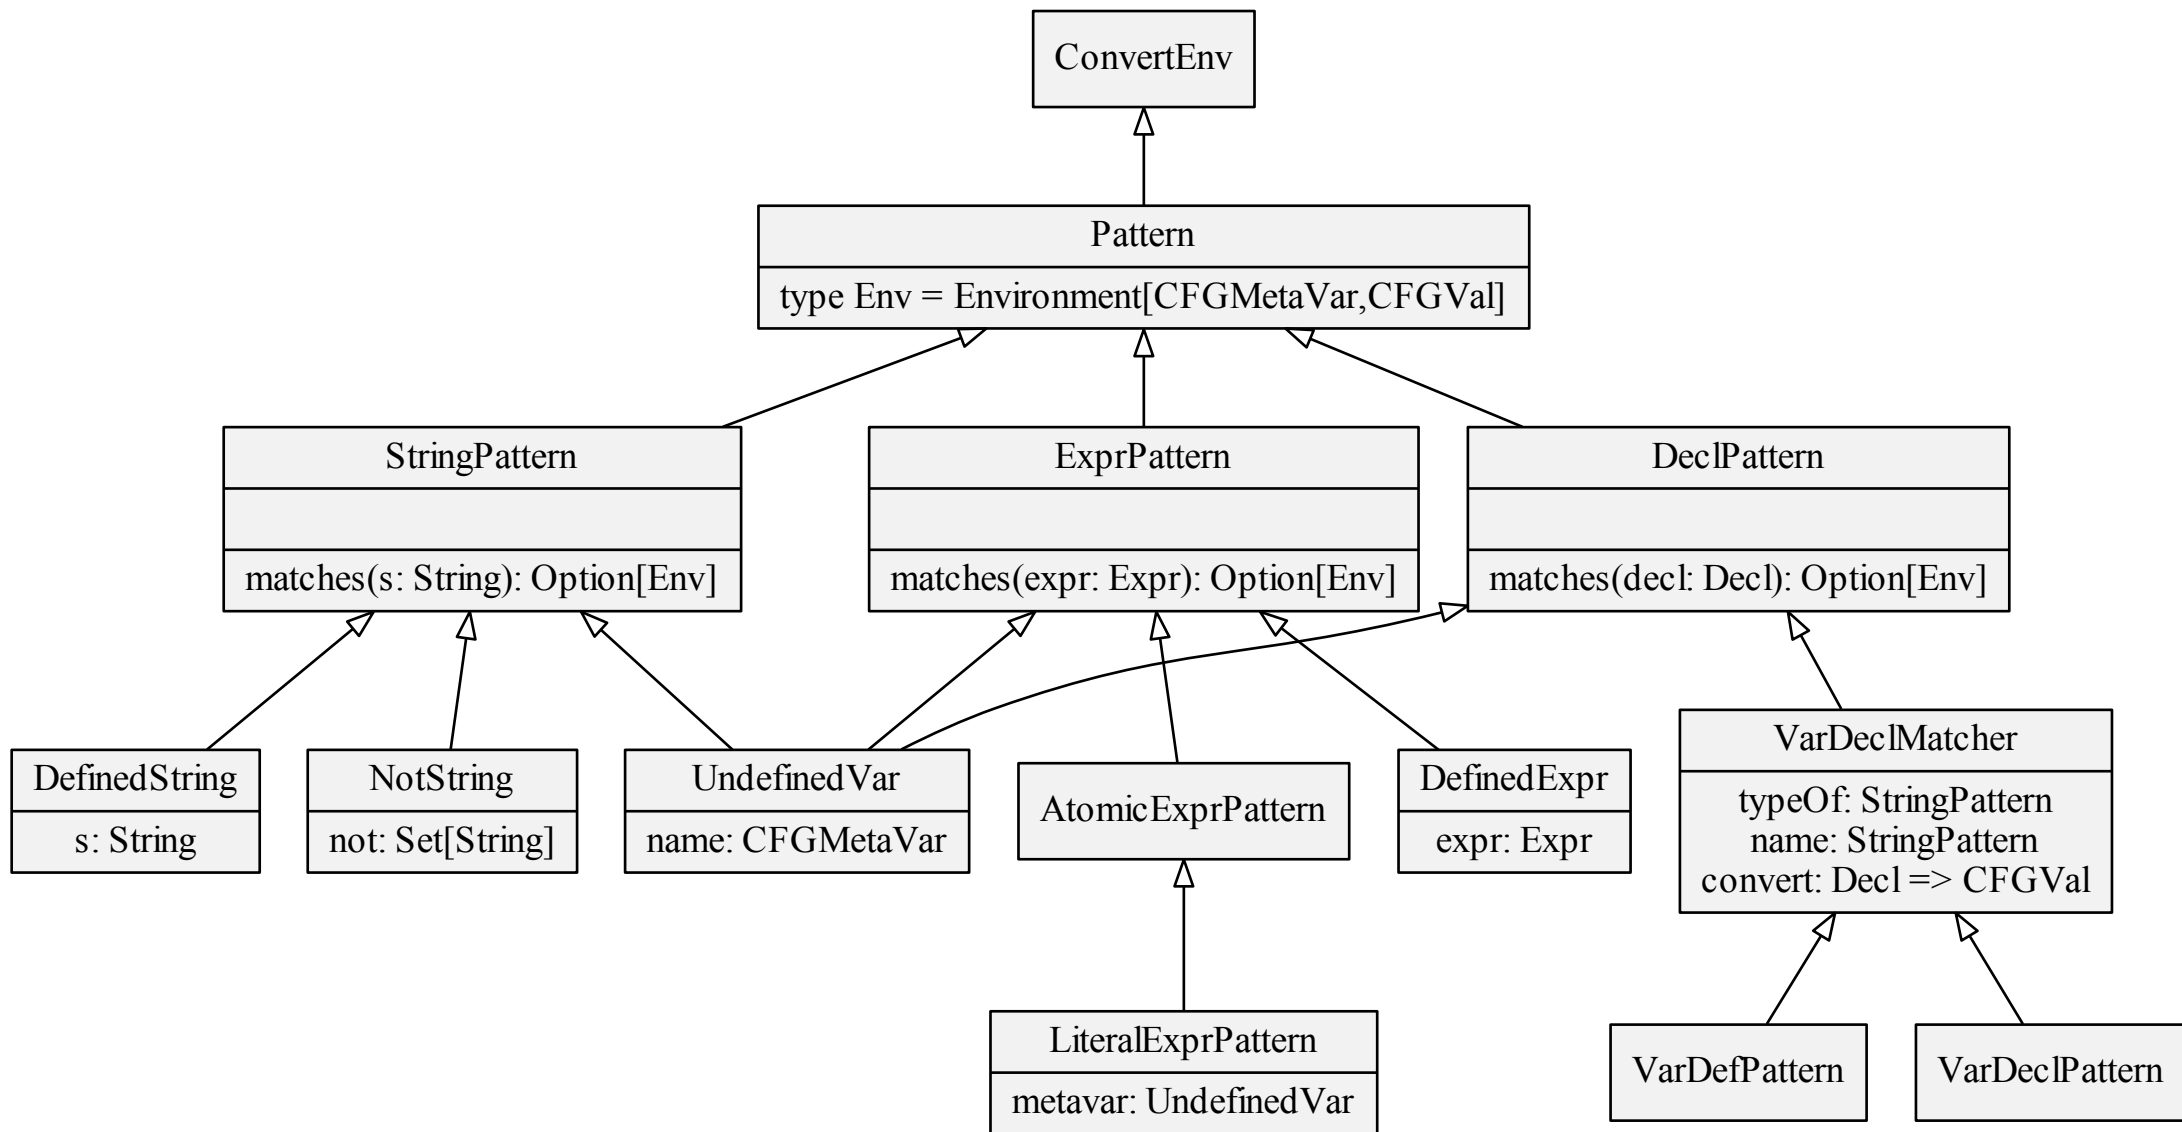 ConvertEnv
Pattern
type Env = Environment[CFGMetaVar,CFGVal]
StringPattern
matches(s: String): Option[Env]
ExprPattern
matches(expr: Expr): Option[Env]
DeclPattern
matches(decl: Decl): Option[Env]
DefinedString
s: String
NotString
not: Set[String]
UndefinedVar
name: CFGMetaVar
AtomicExprPattern
DefinedExpr
expr: Expr
VarDeclMatcher
typeOf: StringPattern
name: StringPattern
convert: Decl => CFGVal
LiteralExprPattern
metavar: UndefinedVar
VarDefPattern
VarDeclPattern